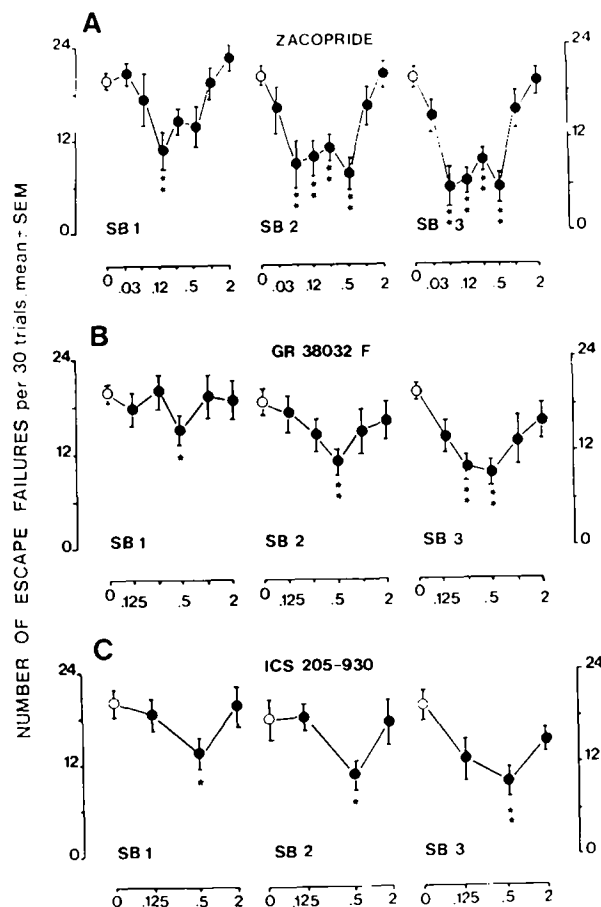 NUMBER OF ESCAPE FAILURES per 30 trials mean ± SEM
A
ZACOPRIDE
24
12
0
24
12
0
SB 1
SB 2
SB 3
0 .03 .12 .5 2
0 .03 .12 .5 2
0 .03 .12 .5 2
B
GR 38032 F
24
12
0
24
12
0
SB 1
SB 2
SB 3
0 .125 .5 2
0 .125 .5 2
0 .125 .5 2
C
ICS 205-930
24
12
0
24
12
0
SB 1
SB 2
SB 3
0 .125 .5 2
0 .125 .5 2
0 .125 .5 2